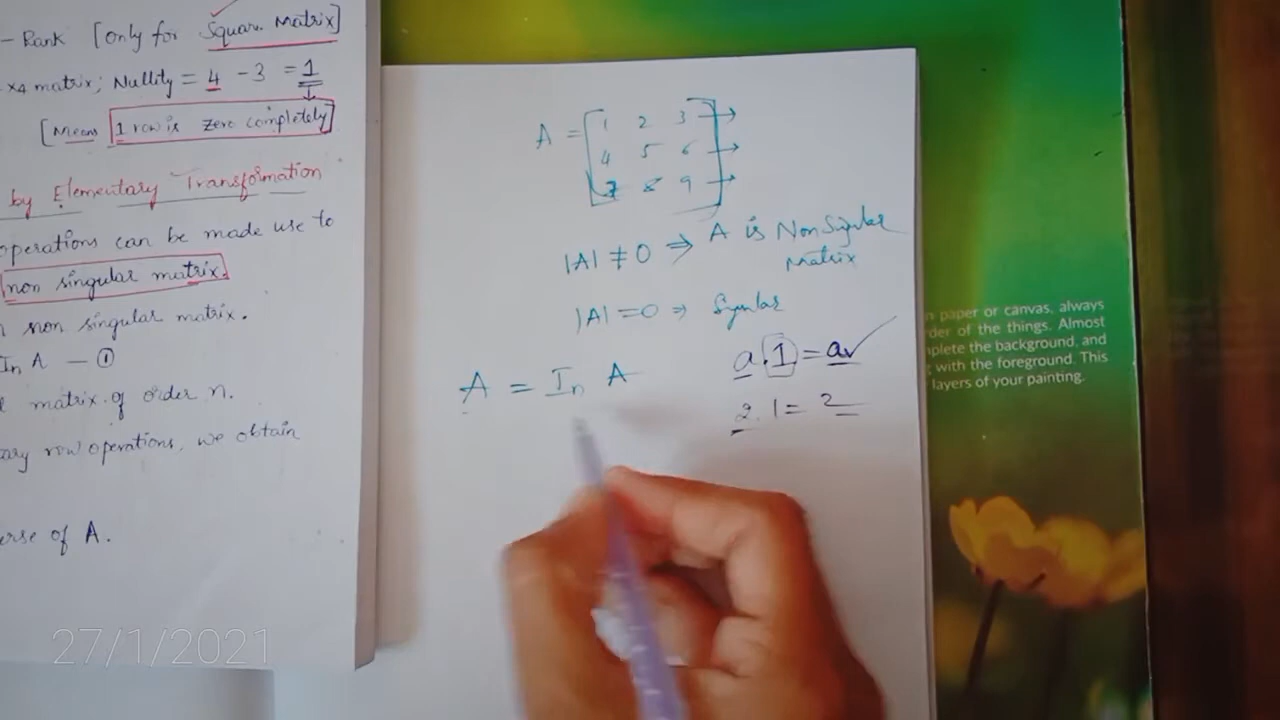 – Rank [Only for Square Matrix]
x4 matrix; Nullity = 4 - 3 = 1
[Means 1 row is zero completely]
by Elementary Transformation
operations can be made use to
non singular matrix.
non singular matrix.
In A — ①
matrix of order n.
row operations, we obtain
of A.
A = [1 2 3
4 5 6
7 8 9]
|A| ≠ 0 ⇒ A is Non Singular
Matrix
|A| = 0 ⇒
a.1 = a ✓
2.1 = 2
A = In A
paper or canvas, always
der of the things. Almost
plete the background, and
with the foreground. This
layers of your painting.
27/1/2021